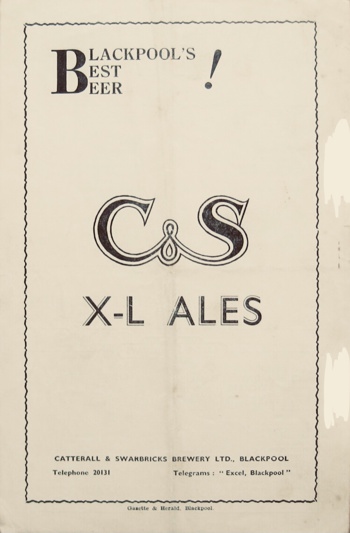 BLACKPOOL'S
BEST
BEER !
C&S
X-L ALES
CATTERALL & SWARBRICKS BREWERY LTD., BLACKPOOL
Telephone 20131 Telegrams: "Excel, Blackpool"
Gazette & Herald, Blackpool.